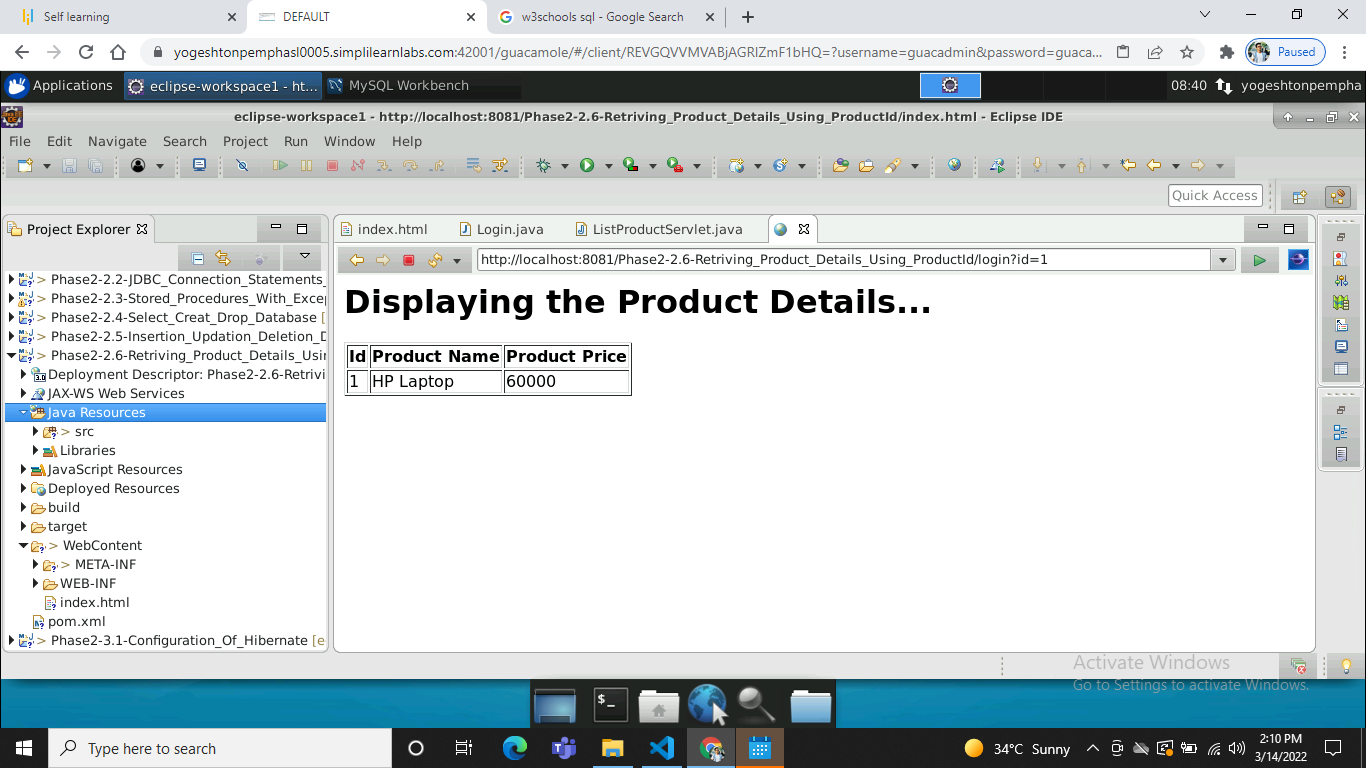 Self learning
DEFAULT
w3schools sql - Google Search
yogeshtonpemphasl0005.simplilearnlabs.com:42001/guacamole/#/client/REVGQVVMVABjAGRlZmF1bHQ=?username=guacadmin&password=guaca...
Paused
Applications
eclipse-workspace1 - ht...
MySQL Workbench
08:40
yogeshtonpempha
eclipse-workspace1 - http://localhost:8081/Phase2-2.6-Retriving_Product_Details_Using_ProductId/index.html - Eclipse IDE
File Edit Navigate Search Project Run Window Help
Quick Access
Project Explorer
index.html
Login.java
ListProductServlet.java
http://localhost:8081/Phase2-2.6-Retriving_Product_Details_Using_ProductId/login?id=1
> Phase2-2.2-JDBC_Connection_Statements_
> Phase2-2.3-Stored_Procedures_With_Exce
> Phase2-2.4-Select_Creat_Drop_Database [
> Phase2-2.5-Insertion_Updation_Deletion_D
> Phase2-2.6-Retriving_Product_Details_Usi
Deployment Descriptor: Phase2-2.6-Retrivi
JAX-WS Web Services
Java Resources
> src
Libraries
JavaScript Resources
Deployed Resources
build
target
> WebContent
> META-INF
WEB-INF
index.html
pom.xml
> Phase2-3.1-Configuration_Of_Hibernate [e
Displaying the Product Details...
Id Product Name Product Price
1 HP Laptop 60000
Activate Windows
Go to Settings to activate Windows.
Type here to search
34°C Sunny
2:10 PM
3/14/2022